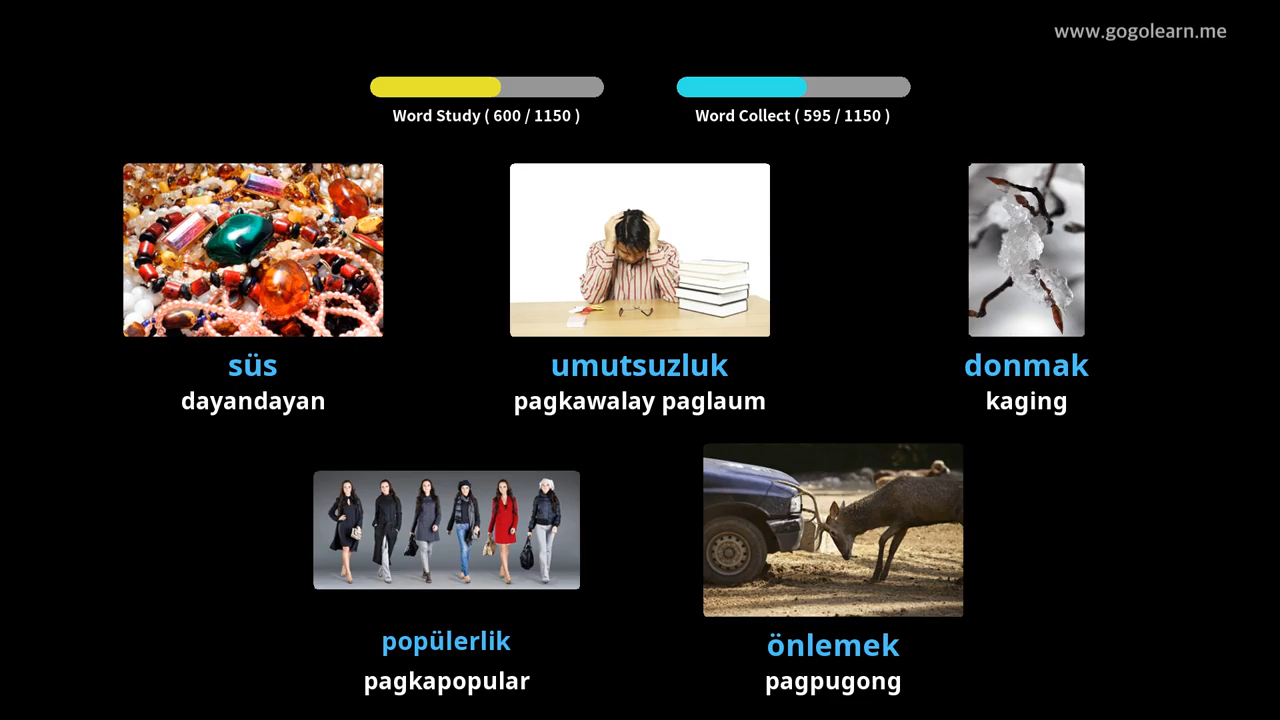 www.gogolearn.me
Word Study ( 600 / 1150 )
Word Collect ( 595 / 1150 )
süs
dayandayan
umutsuzluk
pagkawalay paglaum
donmak
kaging
popülerlik
pagkapopular
önlemek
pagpugong